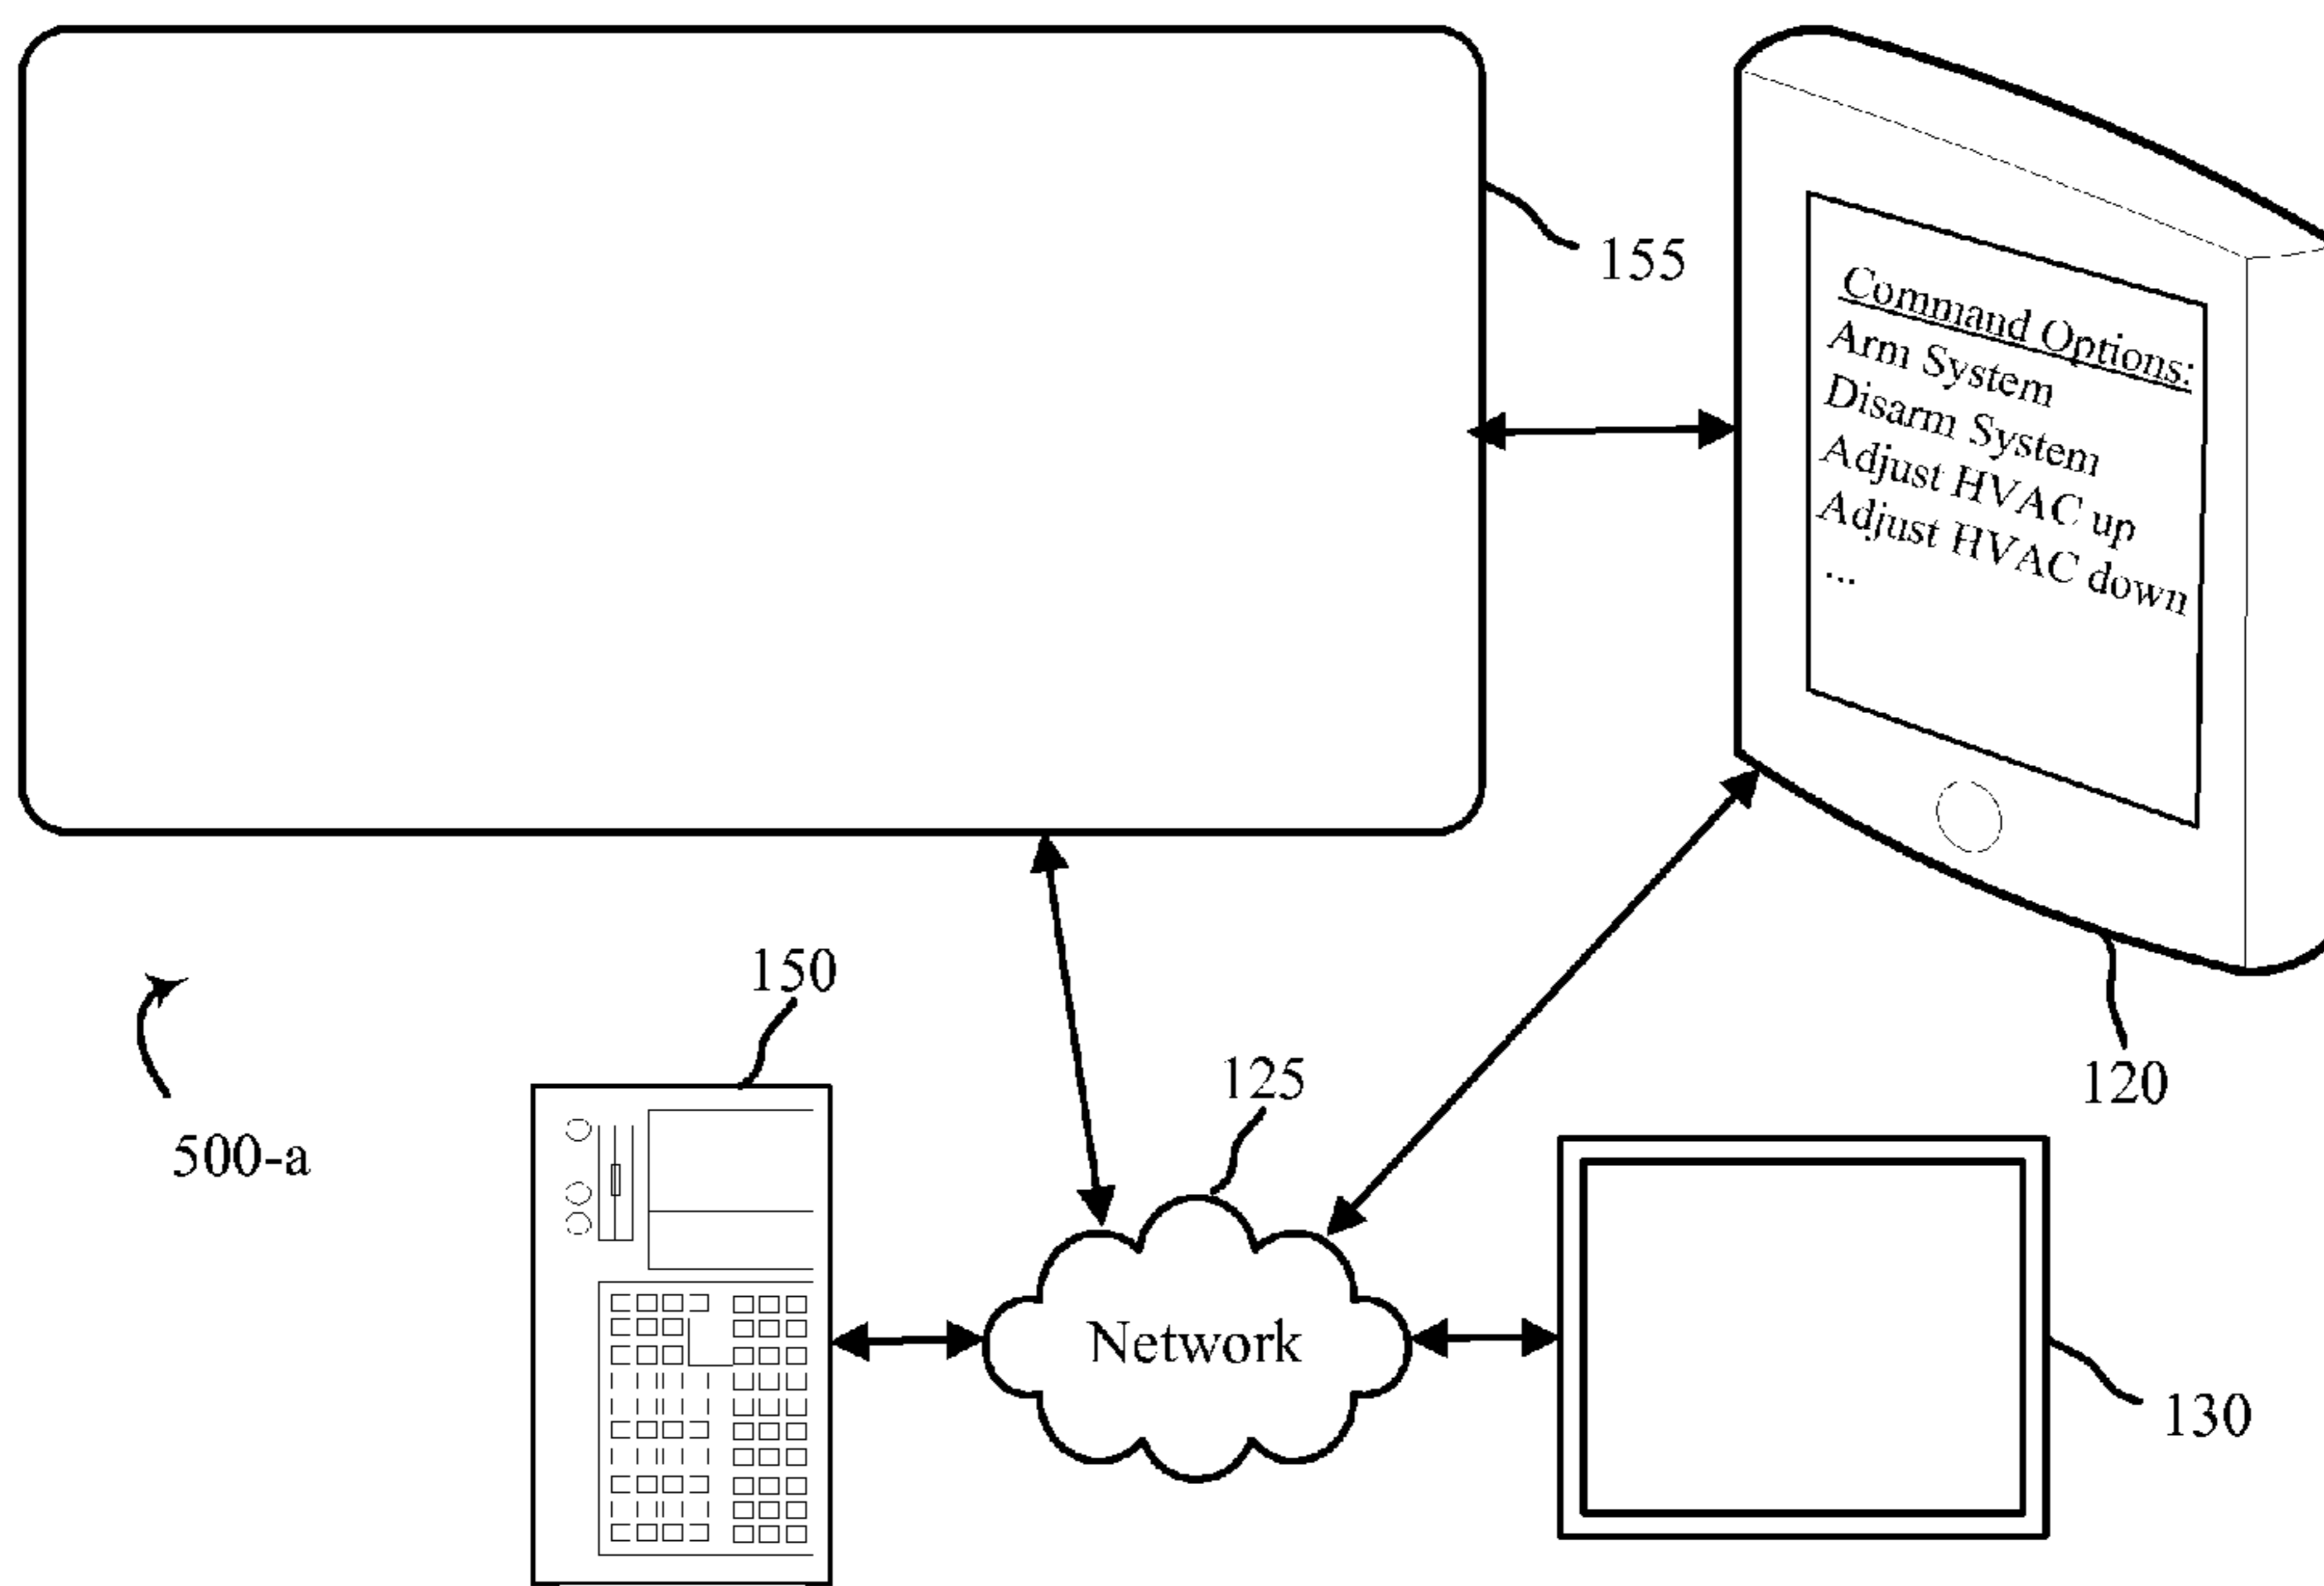 155
Command Options:
Arm System
Disarm System
Adjust HVAC up
Adjust HVAC down
...
150
125
120
500-a
Network
130